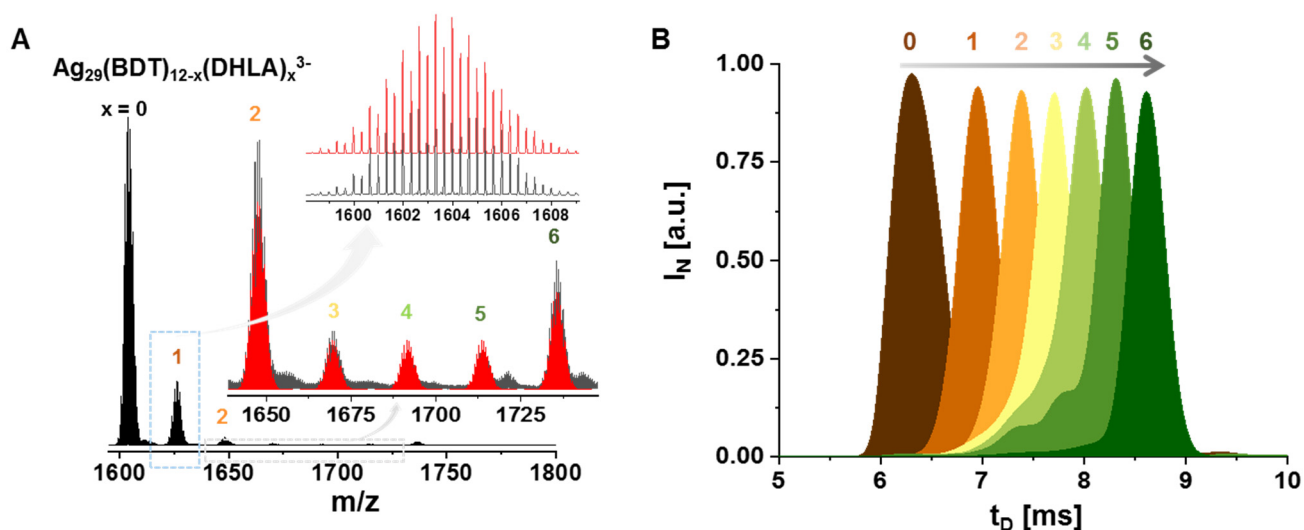 A
Ag29(BDT)12-x(DHLA)x3-
x = 0
1
2
2
3
4
5
6
1600 1602 1604 1606 1608
1650 1675 1700 1725
1600 1650 1700 1750 1800
m/z
B
0 1 2 3 4 5 6
1.00
0.75
0.50
0.25
0.00
IN [a.u.]
5 6 7 8 9 10
tD [ms]